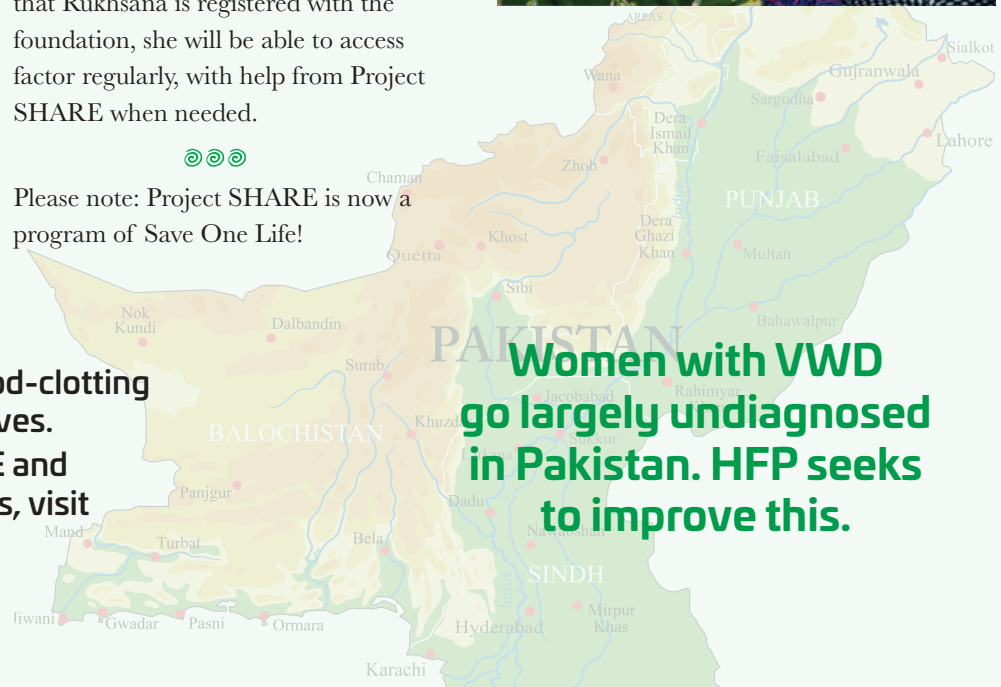 that Rukhsana is registered with the
foundation, she will be able to access
factor regularly, with help from Project
SHARE when needed.
Please note: Project SHARE is now a
program of Save One Life!
od-clotting
ves.
E and
s, visit
Women with VWD
go largely undiagnosed
in Pakistan. HFP seeks
to improve this.
AREAS
Sialkot
Gujranwala
Wana
Sargodha
Dera
Ismail
Khan
Lahore
Faisalabad
Zhob
Chaman
Indus
PUNJAB
Dera
Ghazi
Khan
Khost
Quetta
Multan
Sibi
Nok
Kundi
Dalbandin
Bahawalpur
PAKISTAN
Surab
Jacobabad
Rahimyar
Khuzd
BALOCHISTAN
Sukkur
Larkana
Panjgur
Dadu
Mand
Turbat
Bela
Nawabshah
SINDH
Indus
Jiwani
Gwadar
Pasni
Ormara
Hyderabad
Mirpur
Khas
Karachi